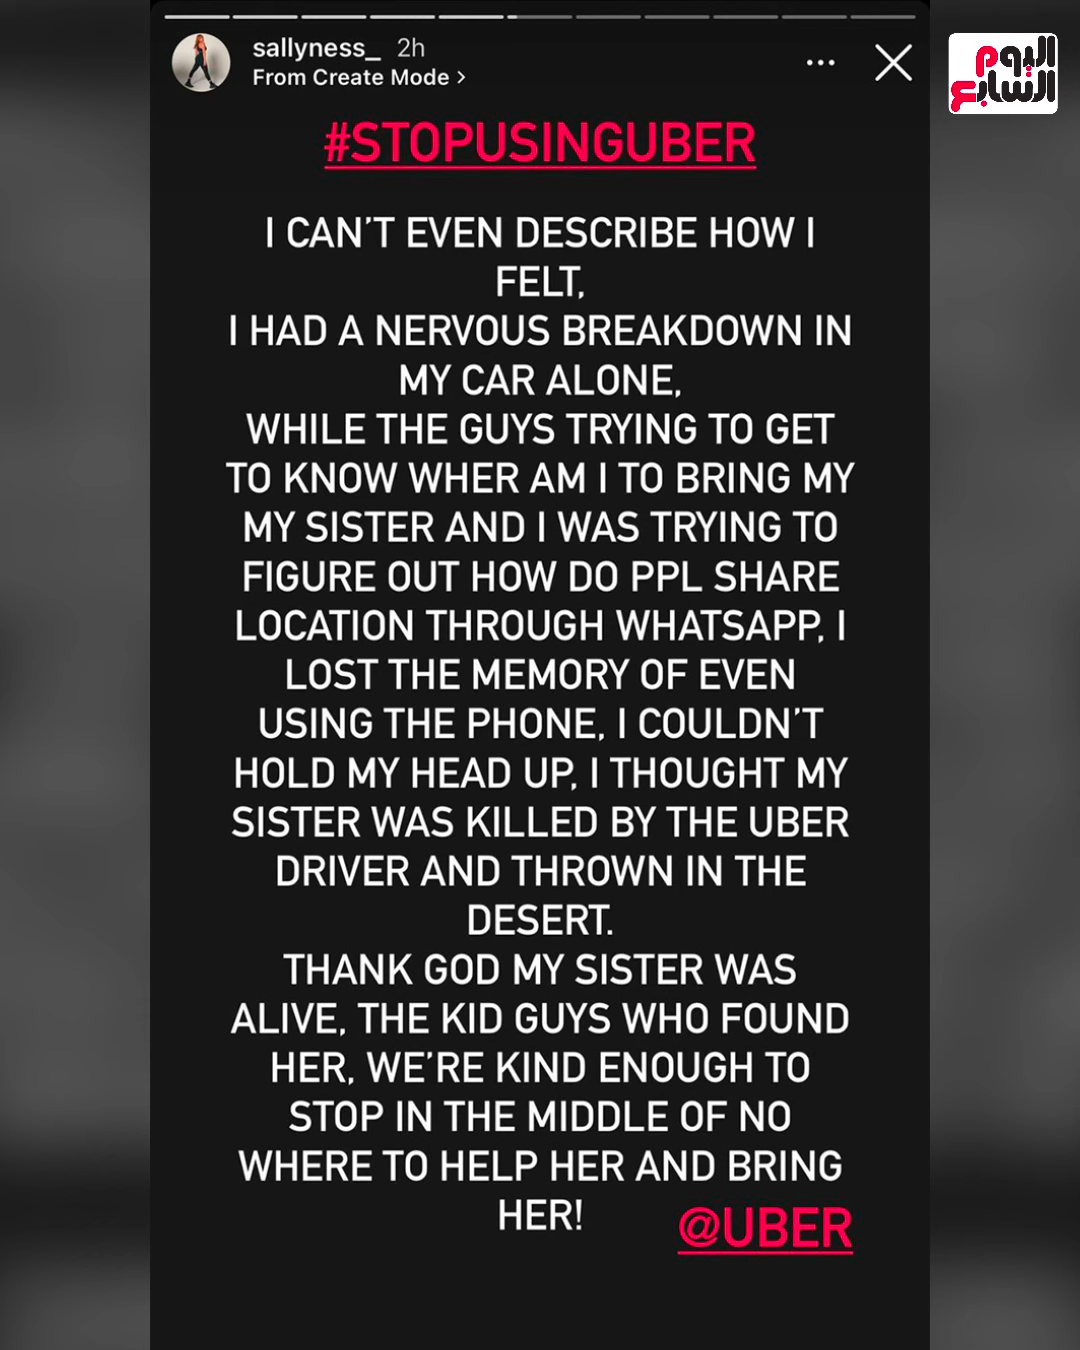 sallyness_ 2h
From Create Mode >
اليوم
السابع
#STOPUSINGUBER
I CAN'T EVEN DESCRIBE HOW I
FELT,
I HAD A NERVOUS BREAKDOWN IN
MY CAR ALONE,
WHILE THE GUYS TRYING TO GET
TO KNOW WHER AM I TO BRING MY
MY SISTER AND I WAS TRYING TO
FIGURE OUT HOW DO PPL SHARE
LOCATION THROUGH WHATSAPP, I
LOST THE MEMORY OF EVEN
USING THE PHONE, I COULDN'T
HOLD MY HEAD UP, I THOUGHT MY
SISTER WAS KILLED BY THE UBER
DRIVER AND THROWN IN THE
DESERT.
THANK GOD MY SISTER WAS
ALIVE, THE KID GUYS WHO FOUND
HER, WE'RE KIND ENOUGH TO
STOP IN THE MIDDLE OF NO
WHERE TO HELP HER AND BRING
HER!
@UBER